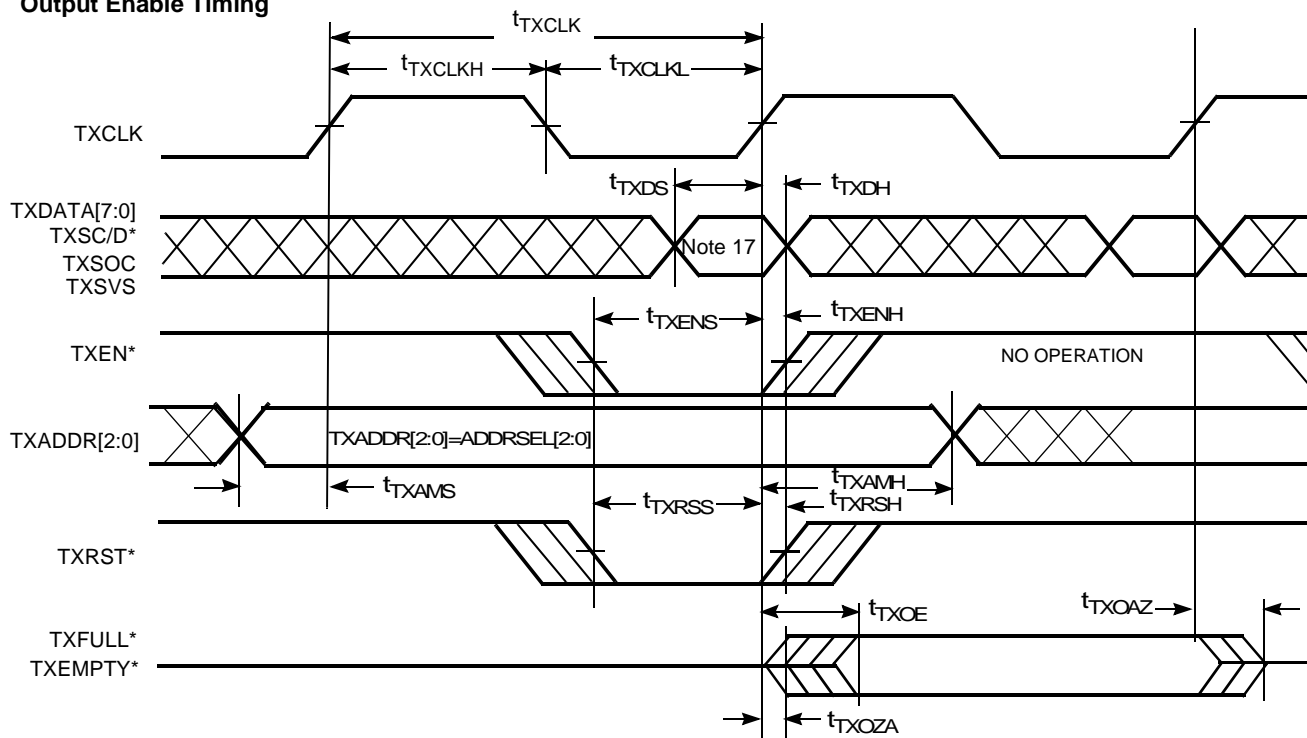 Output Enable Timing
tTXCLK
tTXCLKH
tTXCLKL
TXCLK
tTXDS
tTXDH
TXDATA[7:0]
TXSC/D*
TXSOC
TXSVS
Note 17
tTXENS
tTXENH
TXEN*
NO OPERATION
TXADDR[2:0]
TXADDR[2:0]=ADDRSEL[2:0]
tTXAMS
tTXAMH
tTXRSS
tTXRSH
TXRST*
tTXOE
tTXOAZ
TXFULL*
TXEMPTY*
tTXOZA